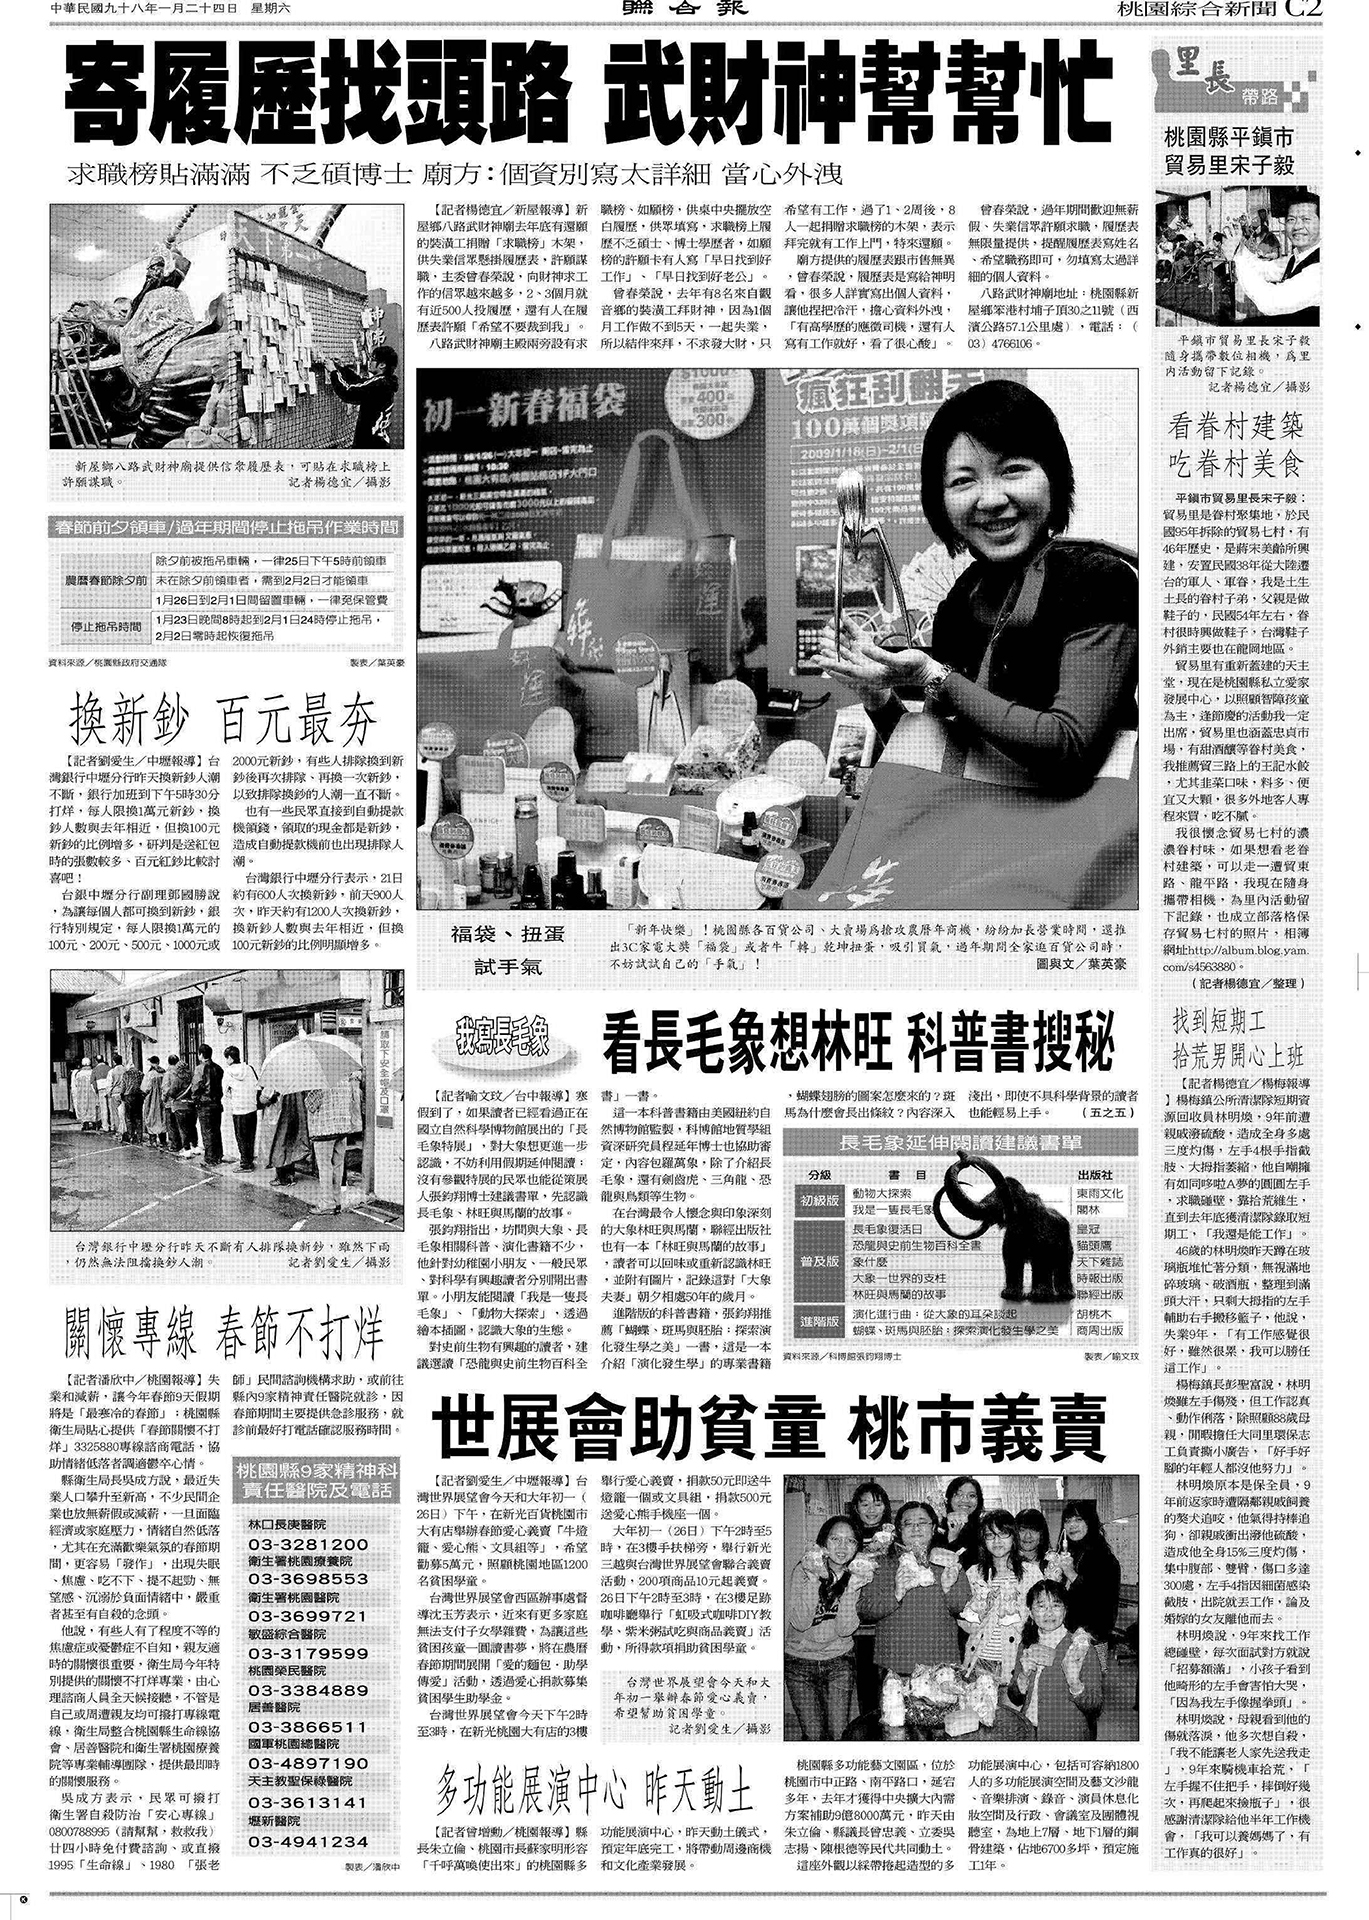 中華民國九十八年一月二十四日　星期六
聯合報
桃園綜合新聞 C2
寄履歷找頭路 武財神幫幫忙
求職榜貼滿滿 不乏碩博士 廟方：個資別寫太詳細 當心外洩
【記者楊德宜／新屋報導】新
屋鄉八路武財神廟去年底有還願
的裝潢工捐贈「求職榜」木架，
供失業信眾懸掛履歷表，許願謀
職，主委曾春榮說，向財神求工
作的信眾越來越多，2、3個月就
有近500人投履歷，還有人在履
歷表許願「希望不要裁到我」。
八路武財神廟主殿兩旁設有求
職榜、如願榜，供桌中央擺放空
白履歷，供眾填寫，求職榜上履
歷不乏碩士、博士學歷者，如願
榜的許願卡有人寫「早日找到好
工作」、「早日找到好老公」。
曾春榮說，去年有8名來自觀
音鄉的裝潢工拜財神，因為1個
月工作做不到5天，一起失業，
所以結伴來拜，不求發大財，只
希望有工作，過了1、2周後，8
人一起捐贈求職榜的木架，表示
拜完就有工作上門，特來還願。
廟方提供的履歷表跟市售無異
，曾春榮說，履歷表是寫給神明
看，很多人詳實寫出個人資料，
讓他捏把冷汗，擔心資料外洩，
「有高學歷的應徵司機，還有人
寫有工作就好，看了很心酸」。
曾春榮說，過年期間歡迎無薪
假、失業信眾許願求職，履歷表
無限量提供，提醒履歷表寫姓名
、希望職務即可，勿填寫太過詳
細的個人資料。
八路武財神廟地址：桃園縣新
屋鄉笨港村埔子頂30之11號（西
濱公路57.1公里處），電話：（
03）4766106。
新屋鄉八路武財神廟提供信眾履歷表，可貼在求職榜上
許願謀職。　記者楊德宜／攝影
春節前夕領車/過年期間停止拖吊作業時間
農曆春節除夕前
除夕前被拖吊車輛，一律25日下午5時前領車
未在除夕前領車者，需到2月2日才能領車
1月26日到2月1日間留置車輛，一律免保管費
停止拖吊時間
1月23日晚間8時起到2月1日24時停止拖吊，
2月2日零時起恢復拖吊
資料來源／桃園縣政府交通隊　製表／葉英豪
初一新春福袋
瘋狂刮翻天
100萬個獎項
2009/1/18(日)~2/1(日)
福袋、扭蛋
試手氣
「新年快樂」！桃園縣各百貨公司、大賣場為搶攻農曆年商機，紛紛加長營業時間，還推
出3C家電大獎「福袋」或者牛「轉」乾坤扭蛋，吸引買氣，過年期間全家逛百貨公司時，
不妨試試自己的「手氣」！　圖與文／葉英豪
換新鈔 百元最夯
【記者劉愛生／中壢報導】台
灣銀行中壢分行昨天換新鈔人潮
不斷，銀行加班到下午5時30分
打烊，每人限換1萬元新鈔，換
鈔人數與去年相近，但換100元
新鈔的比例增多，研判是送紅包
時的張數較多、百元紅鈔比較討
喜吧！
台銀中壢分行副理鄧國勝說
，為讓每個人都可換到新鈔，銀
行特別規定，每人限換1萬元的
100元、200元、500元、1000元或
2000元新鈔，有些人排隊換到新
鈔後再次排隊、再換一次新鈔，
以致排隊換鈔的人潮一直不斷。
也有一些民眾直接到自動提款
機領錢，領取的現金都是新鈔，
造成自動提款機前也出現排隊人
潮。
台灣銀行中壢分行表示，21日
約有600人次換新鈔，前天900人
次，昨天約有1200人次換新鈔，
換新鈔人數與去年相近，但換
100元新鈔的比例明顯增多。
請取下安全帽及口罩
台灣銀行中壢分行昨天不斷有人排隊換新鈔，雖然下雨
，仍然無法阻擋換鈔人潮。　記者劉愛生／攝影
關懷專線 春節不打烊
【記者潘欣中／桃園報導】失
業和減薪，讓今年春節9天假期
將是「最寒冷的春節」；桃園縣
衛生局貼心提供「春節關懷不打
烊」3325880專線諮商電話，協
助情緒低落者調適鬱卒心情。
縣衛生局長吳成方說，最近失
業人口攀升至新高，不少民間企
業也放無薪假或減薪，一旦面臨
經濟或家庭壓力，情緒自然低落
，尤其在充滿歡樂氣氛的春節期
間，更容易「發作」，出現失眠
、焦慮、吃不下、提不起勁、無
望感、沉溺於負面情緒中，嚴重
者甚至有自殺的念頭。
他說，有些人有了程度不等的
焦慮症或憂鬱症不自知，親友適
時的關懷很重要，衛生局今年特
別提供的關懷不打烊專業，由心
理諮商人員全天候接聽，不管是
自己或周遭親友均可撥打專線電
線，衛生局整合桃園縣生命線協
會、居善醫院和衛生署桃園療養
院等專業輔導團隊，提供最即時
的關懷服務。
吳成方表示，民眾可撥打
衛生署自殺防治「安心專線」
0800788995（請幫幫，救救我）
廿四小時免付費諮詢、或直撥
1995「生命線」、1980「張老
師」民間諮詢機構求助，或前往
縣內9家精神責任醫院就診，因
春節期間主要提供急診服務，就
診前最好打電話確認服務時間。
桃園縣9家精神科
責任醫院及電話
林口長庚醫院
03-3281200
衛生署桃園療養院
03-3698553
衛生署桃園醫院
03-3699721
敏盛綜合醫院
03-3179599
桃園榮民醫院
03-3384889
居善醫院
03-3866511
國軍桃園總醫院
03-4897190
天主教聖保祿醫院
03-3613141
壢新醫院
03-4941234
製表／潘欣中
我寫長毛象
看長毛象想林旺 科普書搜秘
【記者喻文玟／台中報導】寒
假到了，如果讀者已經看過正在
國立自然科學博物館展出的「長
毛象特展」，對大象想更進一步
認識，不妨利用假期延伸閱讀；
沒有參觀特展的民眾也能從策展
人張鈞翔博士建議書單，先認識
長毛象、林旺與馬蘭的故事。
張鈞翔指出，坊間與大象、長
毛象相關科普、演化書籍不少，
他針對幼稚園小朋友、一般民眾
、對科學有興趣讀者分別開出書
單。小朋友能閱讀「我是一隻長
毛象」、「動物大探索」，透過
繪本插圖，認識大象的生態。
對史前生物有興趣的讀者，建
議選讀「恐龍與史前生物百科全
書」一書。
這一本科普書籍由美國紐約自
然博物館監製，科博館地質學組
資深研究員程延年博士也協助審
定，內容包羅萬象，除了介紹長
毛象，還有劍齒虎、三角龍、恐
龍與鳥類等生物。
在台灣最令人懷念與印象深刻
的大象林旺與馬蘭，聯經出版社
也有一本「林旺與馬蘭的故事」
，讀者可以回味或重新認識林旺
，並附有圖片，記錄這對「大象
夫妻」朝夕相處50年的歲月。
進階版的科普書籍，張鈞翔推
薦「蝴蝶、斑馬與胚胎：探索演
化發生學之美」一書，這是一本
介紹「演化發生學」的專業書籍
，蝴蝶翅膀的圖案怎麼來的？斑
馬為什麼會長出條紋？內容深入
淺出，即使不具科學背景的讀者
也能輕易上手。　（五之五）
長毛象延伸閱讀建議書單
分級　書　目　出版社
初級版　動物大探索　東雨文化
我是一隻長毛象　閣林
普及版　長毛象復活日　皇冠
恐龍與史前生物百科全書　貓頭鷹
象什麼　天下雜誌
大象─世界的支柱　時報出版
林旺與馬蘭的故事　聯經出版
進階版　演化進行曲：從大象的耳朵談起　胡桃木
蝴蝶、斑馬與胚胎：探索演化發生學之美　商周出版
資料來源／科博館張鈞翔博士　製表／喻文玟
世展會助貧童 桃市義賣
【記者劉愛生／中壢報導】台
灣世界展望會今天和大年初一（
26日）下午，在新光百貨桃園市
大有店舉辦春節愛心義賣「牛燈
籠、愛心熊、文具組等」，希望
勸募5萬元，照顧桃園地區1200
名貧困學童。
台灣世界展望會西區辦事處督
導沈玉芳表示，近來有更多家庭
無法支付子女學雜費，為讓這些
貧困孩童一圓讀書夢，將在農曆
春節期間展開「愛的麵包．助學
傳愛」活動，透過愛心捐款募集
貧困學生助學金。
台灣世界展望會今天下午2時
至3時，在新光桃園大有店的3樓
舉行愛心義賣，捐款50元即送牛
燈籠一個或文具組，捐款500元
送愛心熊手機座一個。
大年初一（26日）下午2時至5
時，在3樓手扶梯旁，舉行新光
三越與台灣世界展望會聯合義賣
活動，200項商品10元起義賣。
26日下午2時至3時，在3樓足跡
咖啡廳舉行「虹吸式咖啡DIY教
學、紫米粥試吃與商品義賣」活
動，所得款項捐助貧困學童。
台灣世界展望會今天和大
年初一舉辦春節愛心義賣，
希望幫助貧困學童。
記者劉愛生／攝影
多功能展演中心 昨天動土
【記者曾增勳／桃園報導】縣
長朱立倫、桃園市長蘇家明形容
「千呼萬喚使出來」的桃園縣多
功能展演中心，昨天動土儀式，
預定年底完工，將帶動周邊商機
和文化產業發展。
桃園縣多功能藝文園區，位於
桃園市中正路、南平路口，延宕
多年，去年才獲得中央擴大內需
方案補助9億8000萬元，昨天由
朱立倫、縣議長曾忠義、立委吳
志揚、陳根德等民代共同動土。
這座外觀以綵帶捲起造型的多
功能展演中心，包括可容納1800
人的多功能展演空間及藝文沙龍
、音樂排演、錄音、演員休息化
妝空間及行政、會議室及團體視
聽室，為地上7層、地下1層的鋼
骨建築，佔地6700多坪，預定施
工1年。
里長
帶路
桃園縣平鎮市
貿易里宋子毅
平鎮市貿易里長宋子毅
隨身攜帶數位相機，為里
內活動留下記錄。
記者楊德宜／攝影
看眷村建築
吃眷村美食
平鎮市貿易里長宋子毅：
貿易里是眷村聚集地，於民
國95年拆除的貿易七村，有
46年歷史，是蔣宋美齡所興
建，安置民國38年從大陸遷
台的軍人、軍眷，我是土生
土長的眷村子弟，父親是做
鞋子的，民國54年左右，眷
村很時興做鞋子，台灣鞋子
外銷主要也在龍岡地區。
貿易里有重新蓋建的天主
堂，現在是桃園縣私立愛家
發展中心，以照顧智障孩童
為主，逢節慶的活動我一定
出席，貿易里也涵蓋忠貞市
場，有甜酒釀等眷村美食，
我推薦貿三路上的王記水餃
，尤其韭菜口味，料多、便
宜又大顆，很多外地客人專
程來買，吃不膩。
我很懷念貿易七村的濃
濃眷村味，如果想看老眷
村建築，可以走一遭貿東
路、龍平路，我現在隨身
攜帶相機，為里內活動留
下記錄，也成立部落格保
存貿易七村的照片，相簿
網址http://album.blog.yam.
com/s4563880。
（記者楊德宜／整理）
找到短期工
拾荒男開心上班
【記者楊德宜／楊梅報導
】楊梅鎮公所清潔隊短期資
源回收員林明煥，9年前遭
親戚潑硫酸，造成全身多處
三度灼傷，左手4根手指截
肢、大拇指萎縮，他自嘲擁
有如同哆啦A夢的圓圓左手
，求職碰壁，靠拾荒維生，
直到去年底獲清潔隊錄取短
期工，「我還是能工作」。
46歲的林明煥昨天蹲在玻
璃瓶堆忙著分類，無視滿地
碎玻璃、破酒瓶，整理到滿
頭大汗，只剩大拇指的左手
輔助右手搬移籃子，他說，
失業9年，「有工作感覺很
好，雖然很累，我可以勝任
這工作」。
楊梅鎮長彭聖富說，林明
煥雖左手傷殘，但工作認真
、動作俐落，除照顧88歲母
親，閒暇擔任大同里環保志
工負責撕小廣告，「好手好
腳的年輕人都沒他努力」。
林明煥原本是保全員，9
年前返家時遭隔鄰親戚飼養
的獒犬追咬，他氣得持棒追
狗，卻親戚衝出潑他硫酸，
造成他全身15%三度灼傷，
集中腹部、雙臂，傷口多達
300處，左手4指因細菌感染
截肢，出院就丟工作，論及
婚嫁的女友離他而去。
林明煥說，9年來找工作
總碰壁，每次面試對方就說
「招募額滿」，小孩子看到
他畸形的左手會害怕大哭，
「因為我左手像握拳頭」。
林明煥說，母親看到他的
傷就落淚，他多次想自殺，
「我不能讓老人家先送我走
」，9年來騎機車拾荒，「
左手握不住把手，摔倒好幾
次，再爬起來撿瓶子」，很
感謝清潔隊給他半年工作機
會，「我可以養媽媽了，有
工作真的很好」。